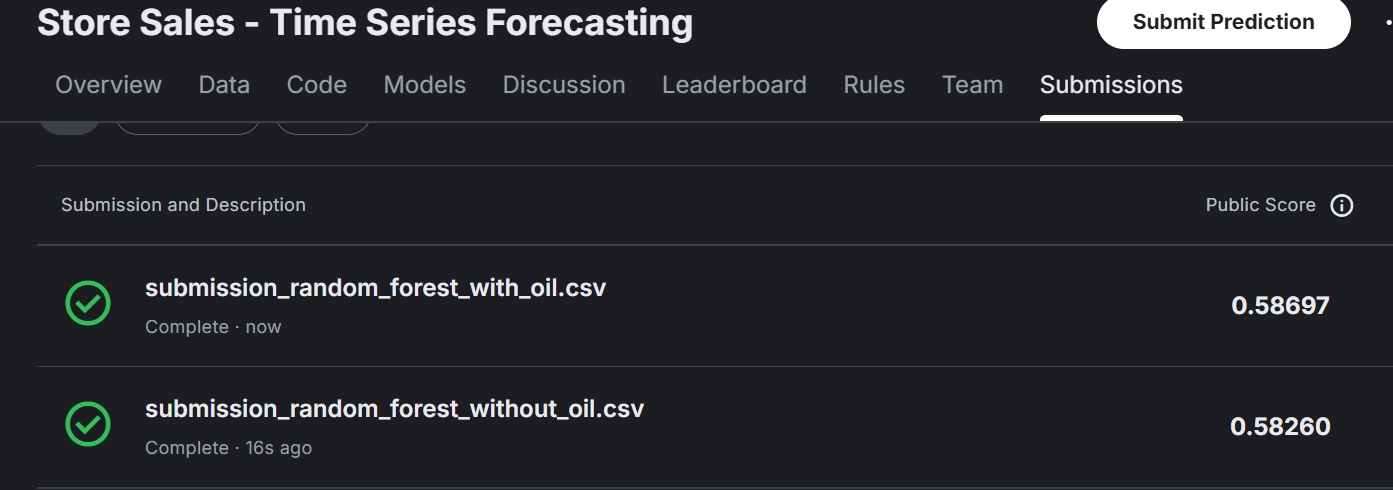 Store Sales - Time Series Forecasting
Submit Prediction
Overview Data Code Models Discussion Leaderboard Rules Team Submissions
Submission and Description Public Score
submission_random_forest_with_oil.csv
Complete · now
0.58697
submission_random_forest_without_oil.csv
Complete · 16s ago
0.58260